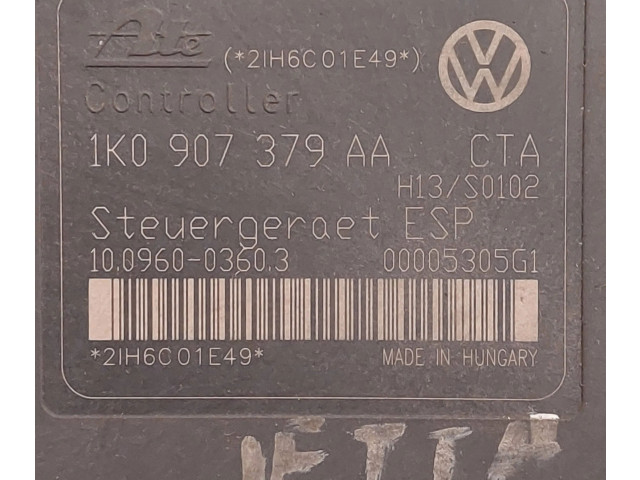 Ate (*2IH6C01E49*)
Controller
1K0 907 379 AA CTA
H13/S0102
Steuergeraet ESP
10.0960-0360.3 00005305G1
*2IH6C01E49* MADE IN HUNGARY
JETTA